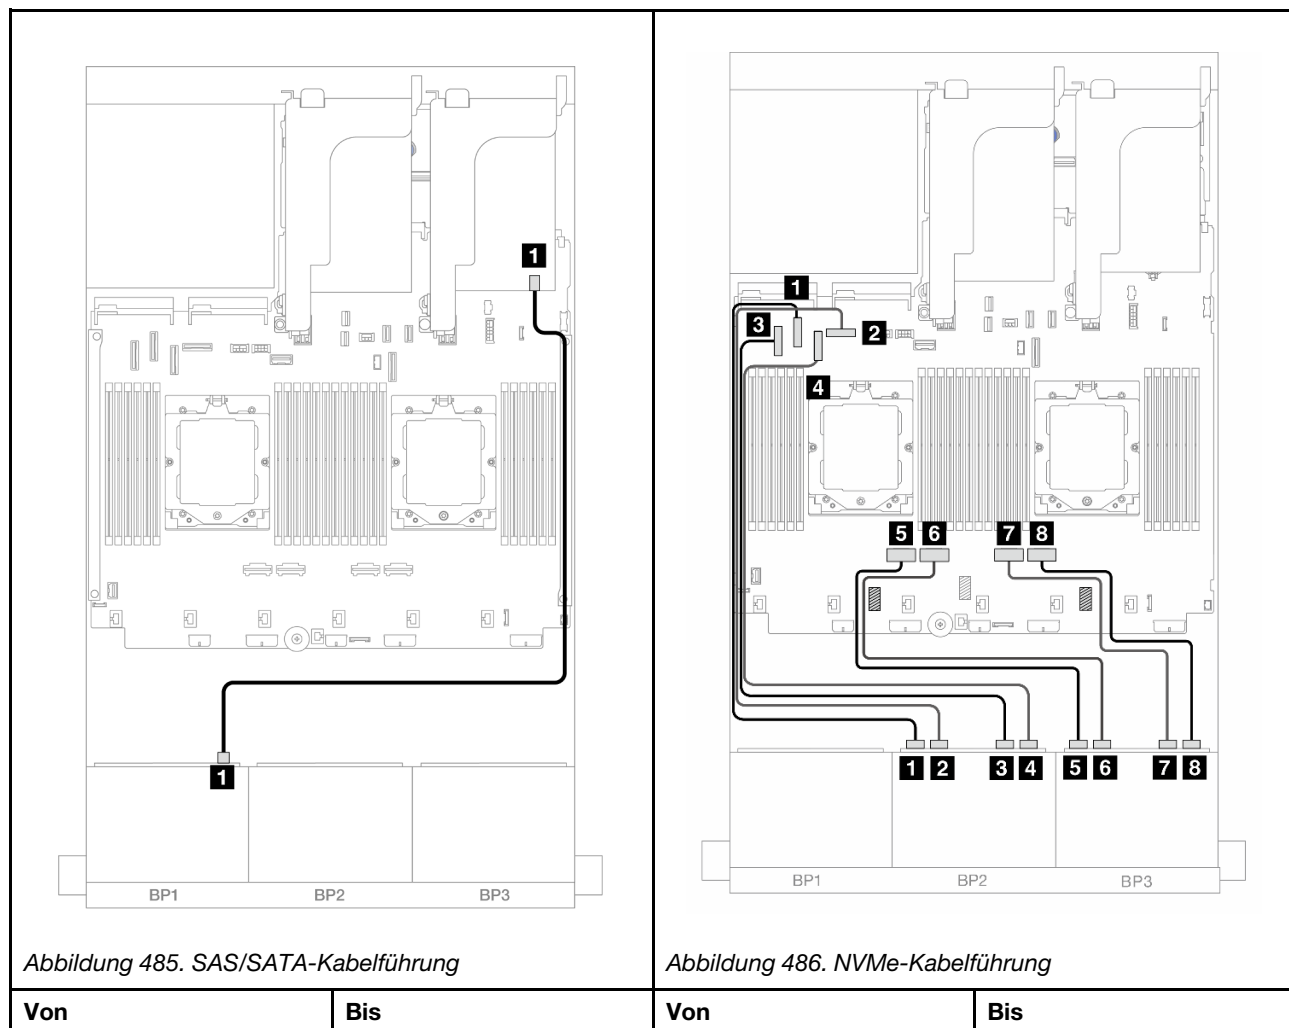 1
1
BP1
BP2
BP3
Abbildung 485. SAS/SATA-Kabelführung
1
3
2
4
5
6
7
8
1
2
3
4
5
6
7
8
BP1
BP2
BP3
Abbildung 486. NVMe-Kabelführung
Von
Bis
Von
Bis